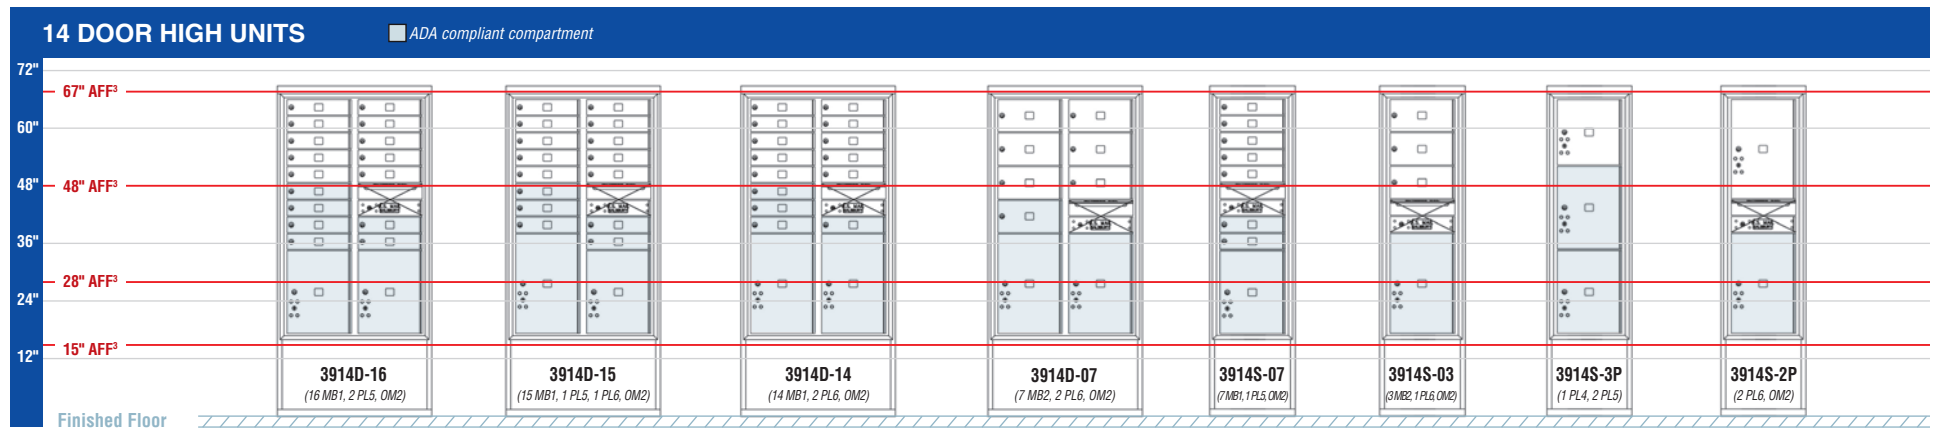 14 DOOR HIGH UNITS
ADA compliant compartment
72"
67" AFF³
60"
48"
48" AFF³
36"
28" AFF³
24"
15" AFF³
12"
3914D-16
(16 MB1, 2 PL5, OM2)
3914D-15
(15 MB1, 1 PL5, 1 PL6, OM2)
3914D-14
(14 MB1, 2 PL6, OM2)
3914D-07
(7 MB2, 2 PL6, OM2)
3914S-07
(7 MB1, 1 PL5, OM2)
3914S-03
(3 MB2, 1 PL6, OM2)
3914S-3P
(1 PL4, 2 PL5)
3914S-2P
(2 PL6, OM2)
Finished Floor